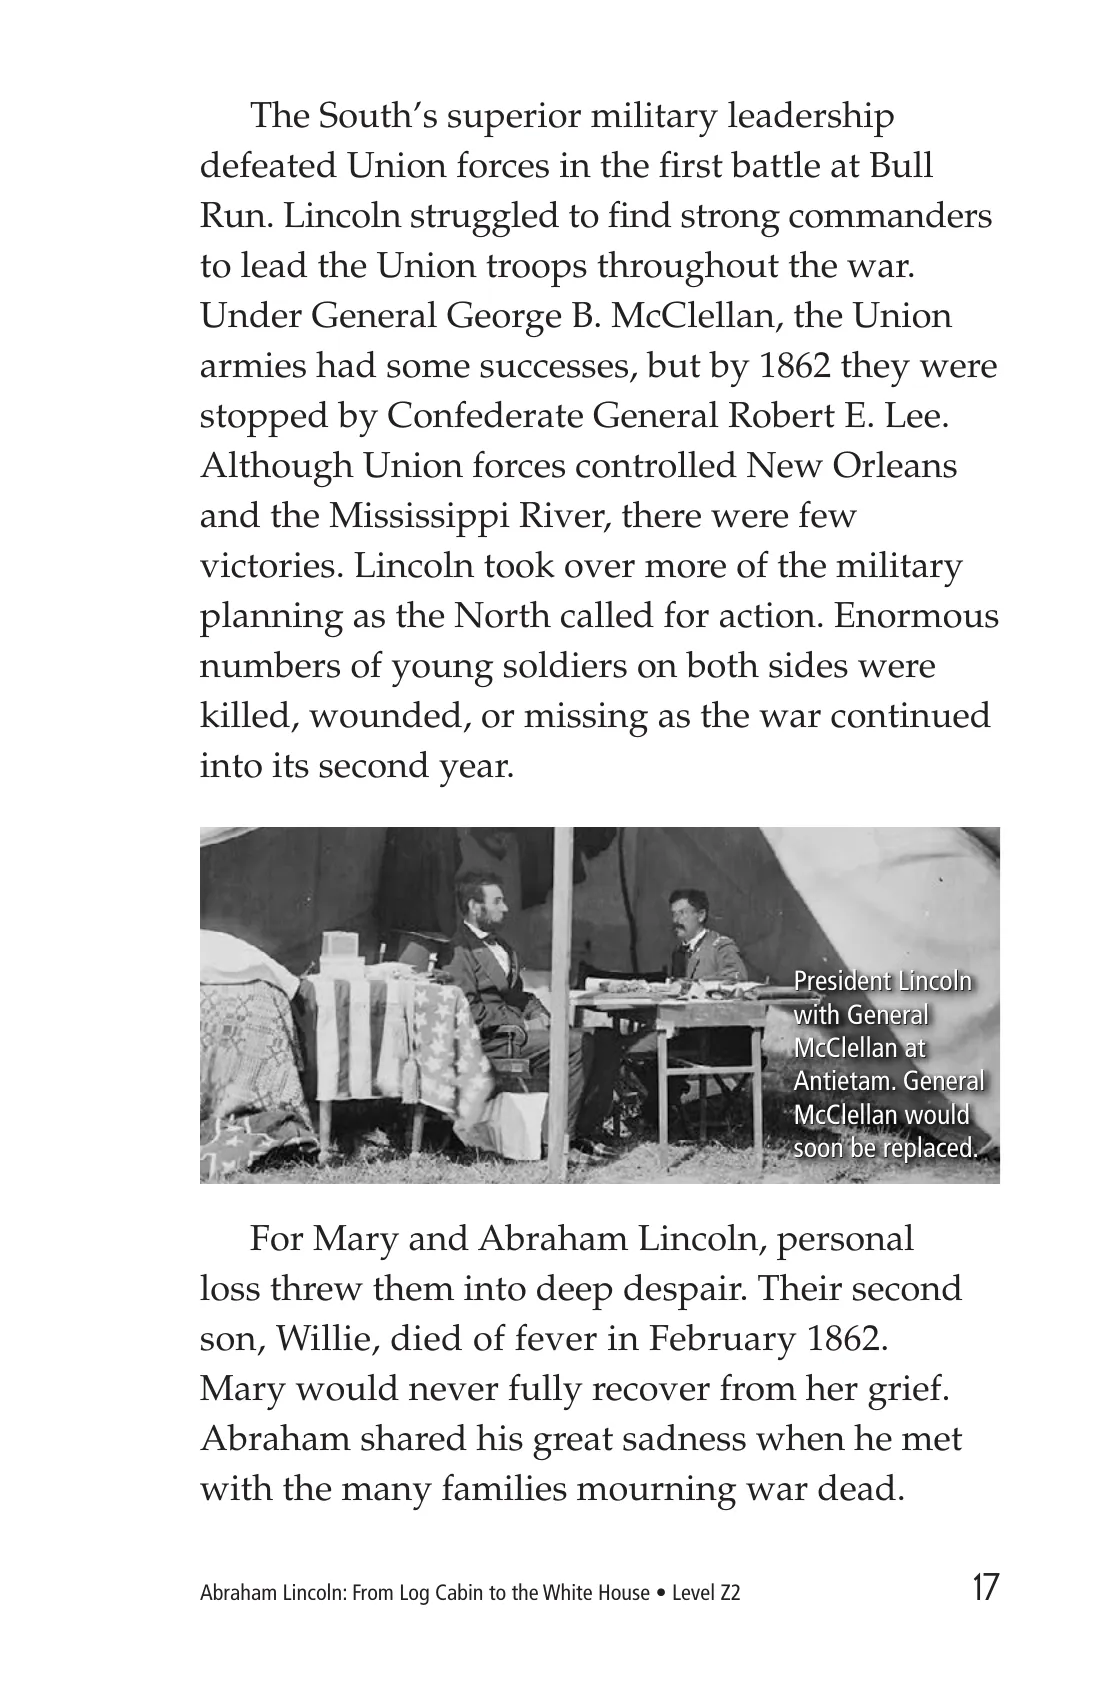 The South’s superior military leadership
defeated Union forces in the first battle at Bull
Run. Lincoln struggled to find strong commanders
to lead the Union troops throughout the war.
Under General George B. McClellan, the Union
armies had some successes, but by 1862 they were
stopped by Confederate General Robert E. Lee.
Although Union forces controlled New Orleans
and the Mississippi River, there were few
victories. Lincoln took over more of the military
planning as the North called for action. Enormous
numbers of young soldiers on both sides were
killed, wounded, or missing as the war continued
into its second year.
President Lincoln
with General
McClellan at
Antietam. General
McClellan would
soon be replaced.
For Mary and Abraham Lincoln, personal
loss threw them into deep despair. Their second
son, Willie, died of fever in February 1862.
Mary would never fully recover from her grief.
Abraham shared his great sadness when he met
with the many families mourning war dead.
Abraham Lincoln: From Log Cabin to the White House • Level Z2
17